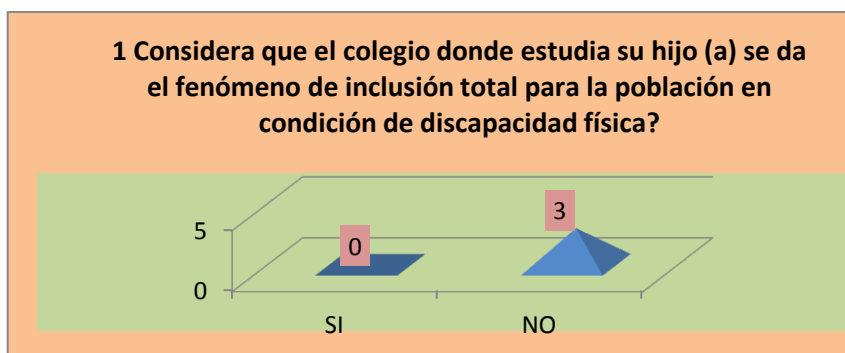 1 Considera que el colegio donde estudia su hijo (a) se da
el fenómeno de inclusión total para la población en
condición de discapacidad física?
3
5
0
0
SI NO